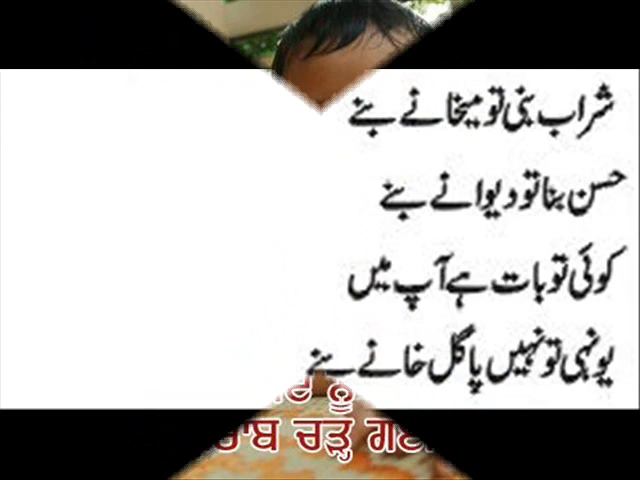 شراب بنی تو میخانے بنے
حسن بنا تو دیوانے بنے
کوئی تو بات ہے آپ میں
یونہی تو نہیں پاگل خانے بنے
ਨੂੰ
ਚੜ੍ਹ